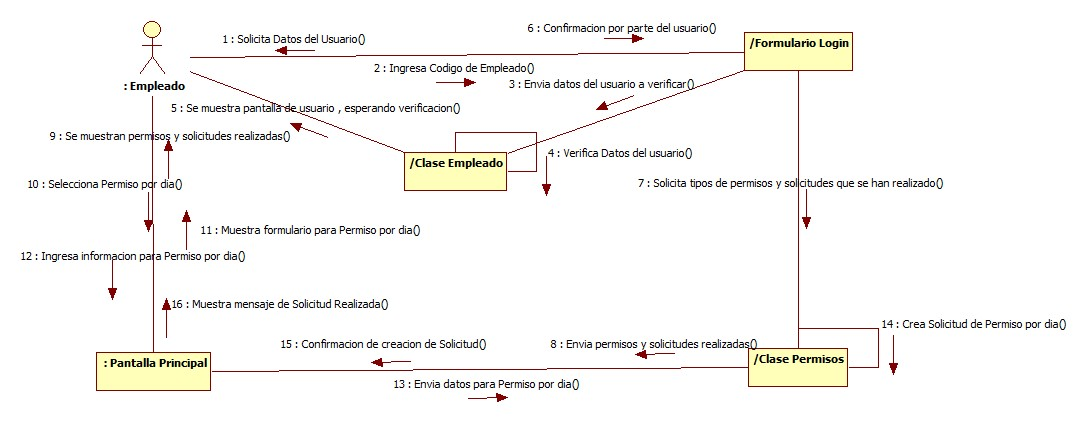 6 : Confirmacion por parte del usuario()
1 : Solicita Datos del Usuario()
/Formulario Login
2 : Ingresa Codigo de Empleado()
: Empleado
3 : Envia datos del usuario a verificar()
5 : Se muestra pantalla de usuario , esperando verificacion()
9 : Se muestran permisos y solicitudes realizadas()
/Clase Empleado
4 : Verifica Datos del usuario()
10 : Selecciona Permiso por dia()
7 : Solicita tipos de permisos y solicitudes que se han realizado()
11 : Muestra formulario para Permiso por dia()
12 : Ingresa informacion para Permiso por dia()
16 : Muestra mensaje de Solicitud Realizada()
14 : Crea Solicitud de Permiso por dia()
15 : Confirmacion de creacion de Solicitud()
8 : Envia permisos y solicitudes realizadas()
: Pantalla Principal
/Clase Permisos
13 : Envia datos para Permiso por dia()